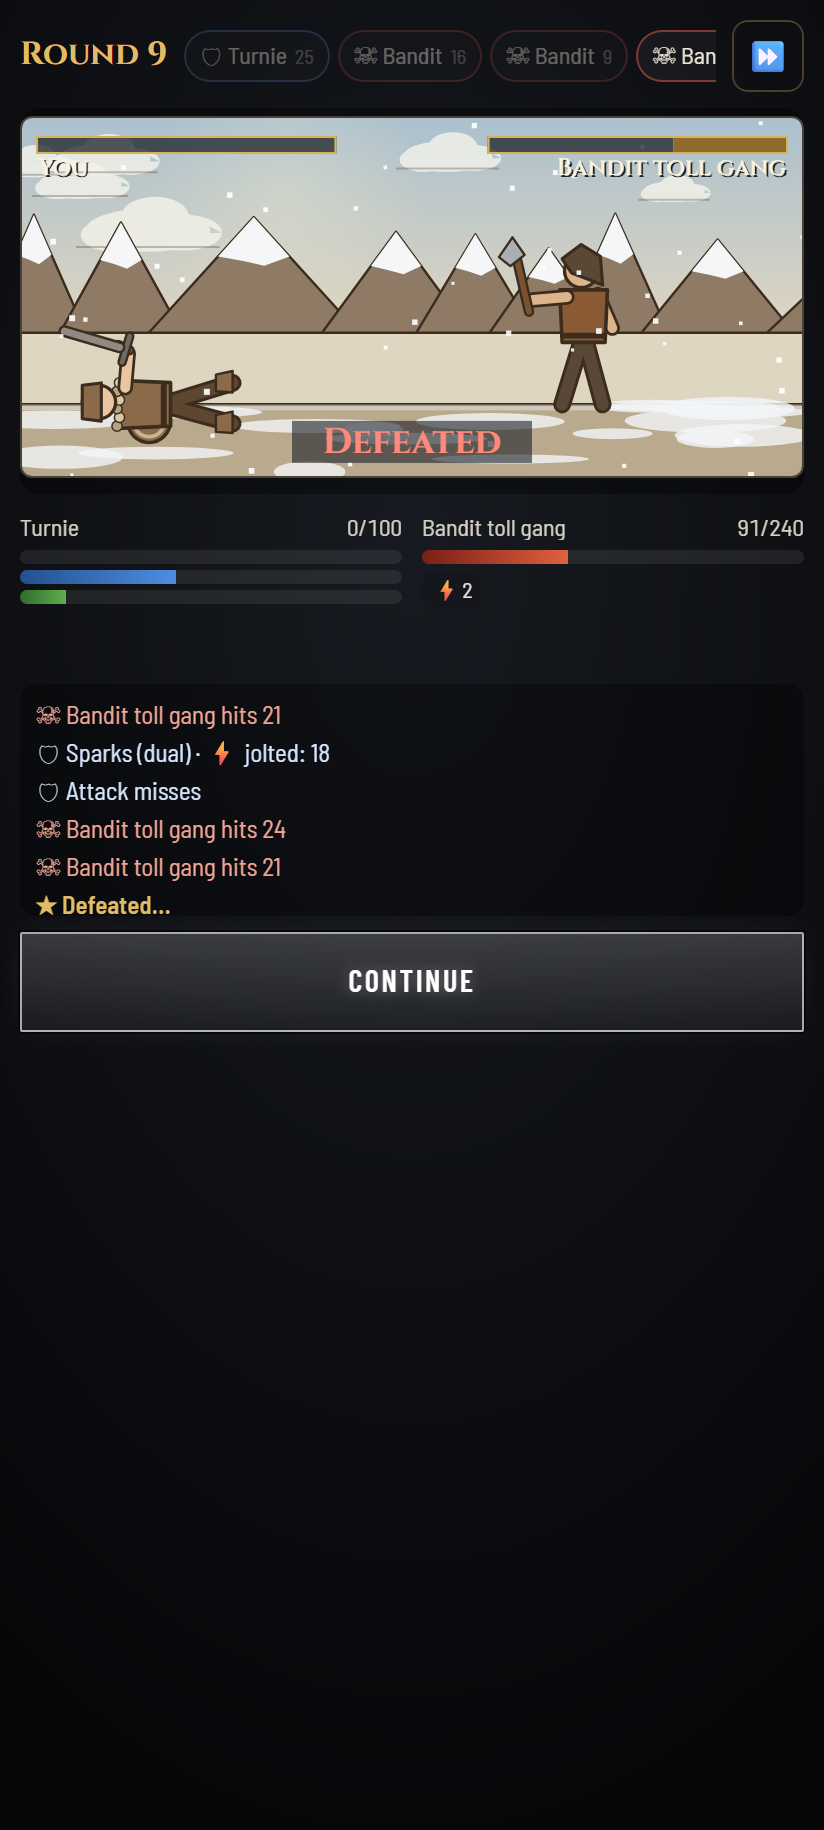 Round 9
Turnie 25
Bandit 16
Bandit 9
Ban
You
Bandit toll gang
Defeated
Turnie 0/100
Bandit toll gang 91/240
2
Bandit toll gang hits 21
Sparks (dual) · jolted: 18
Attack misses
Bandit toll gang hits 24
Bandit toll gang hits 21
★ Defeated...
CONTINUE